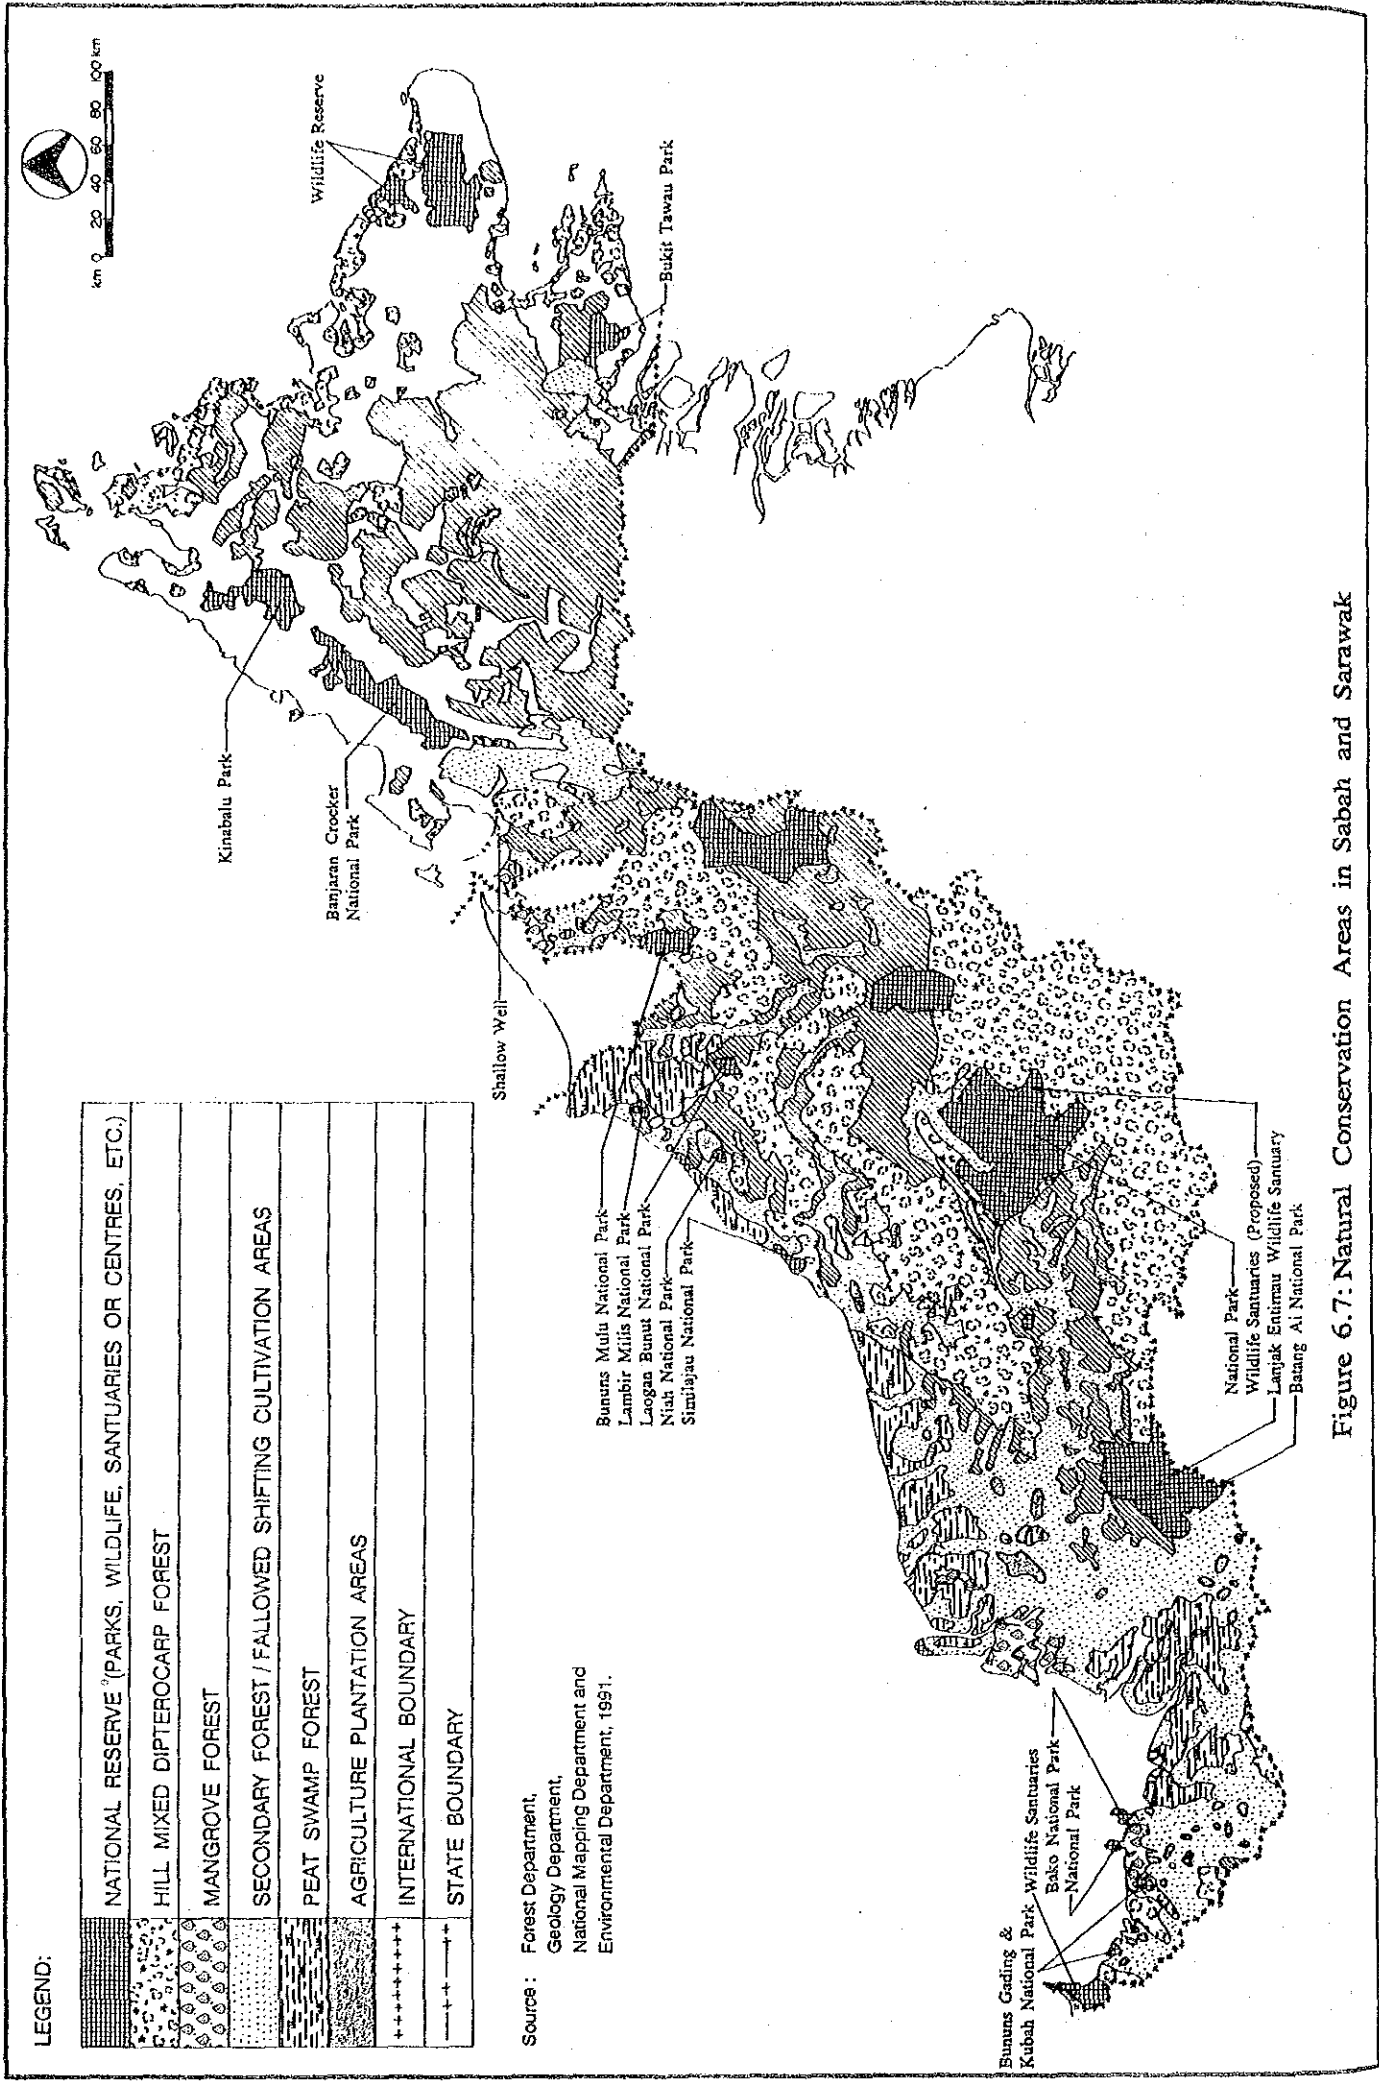 km 0 20 40 60 80 100 km
Wildlife Reserve
Kinabalu Park
Banjaran Crocker
National Park
Bukit Tawau Park
Shallow Well
LEGEND:
NATIONAL RESERVE (PARKS, WILDLIFE, SANTUARIES OR CENTRES, ETC.)
HILL MIXED DIPTEROCARP FOREST
MANGROVE FOREST
SECONDARY FOREST / FALLOWED SHIFTING CULTIVATION AREAS
PEAT SWAMP FOREST
AGRICULTURE PLANTATION AREAS
INTERNATIONAL BOUNDARY
STATE BOUNDARY
Source : Forest Department,
Geology Department,
National Mapping Department and
Environmental Department, 1991.
Bununs Mulu National Park
Lambir Milis National Park
Laogan Bunut National Park
Niah National Park
Simulajau National Park
National Park
Wildlife Santuaries (Proposed)
Lanjak Entimau Wildlife Santuary
Batang Ai National Park
Bununs Gading &
Kubah National Park
Wildlife Santuaries
Bako National Park
National Park
Figure 6.7: Natural Conservation Areas in Sabah and Sarawak